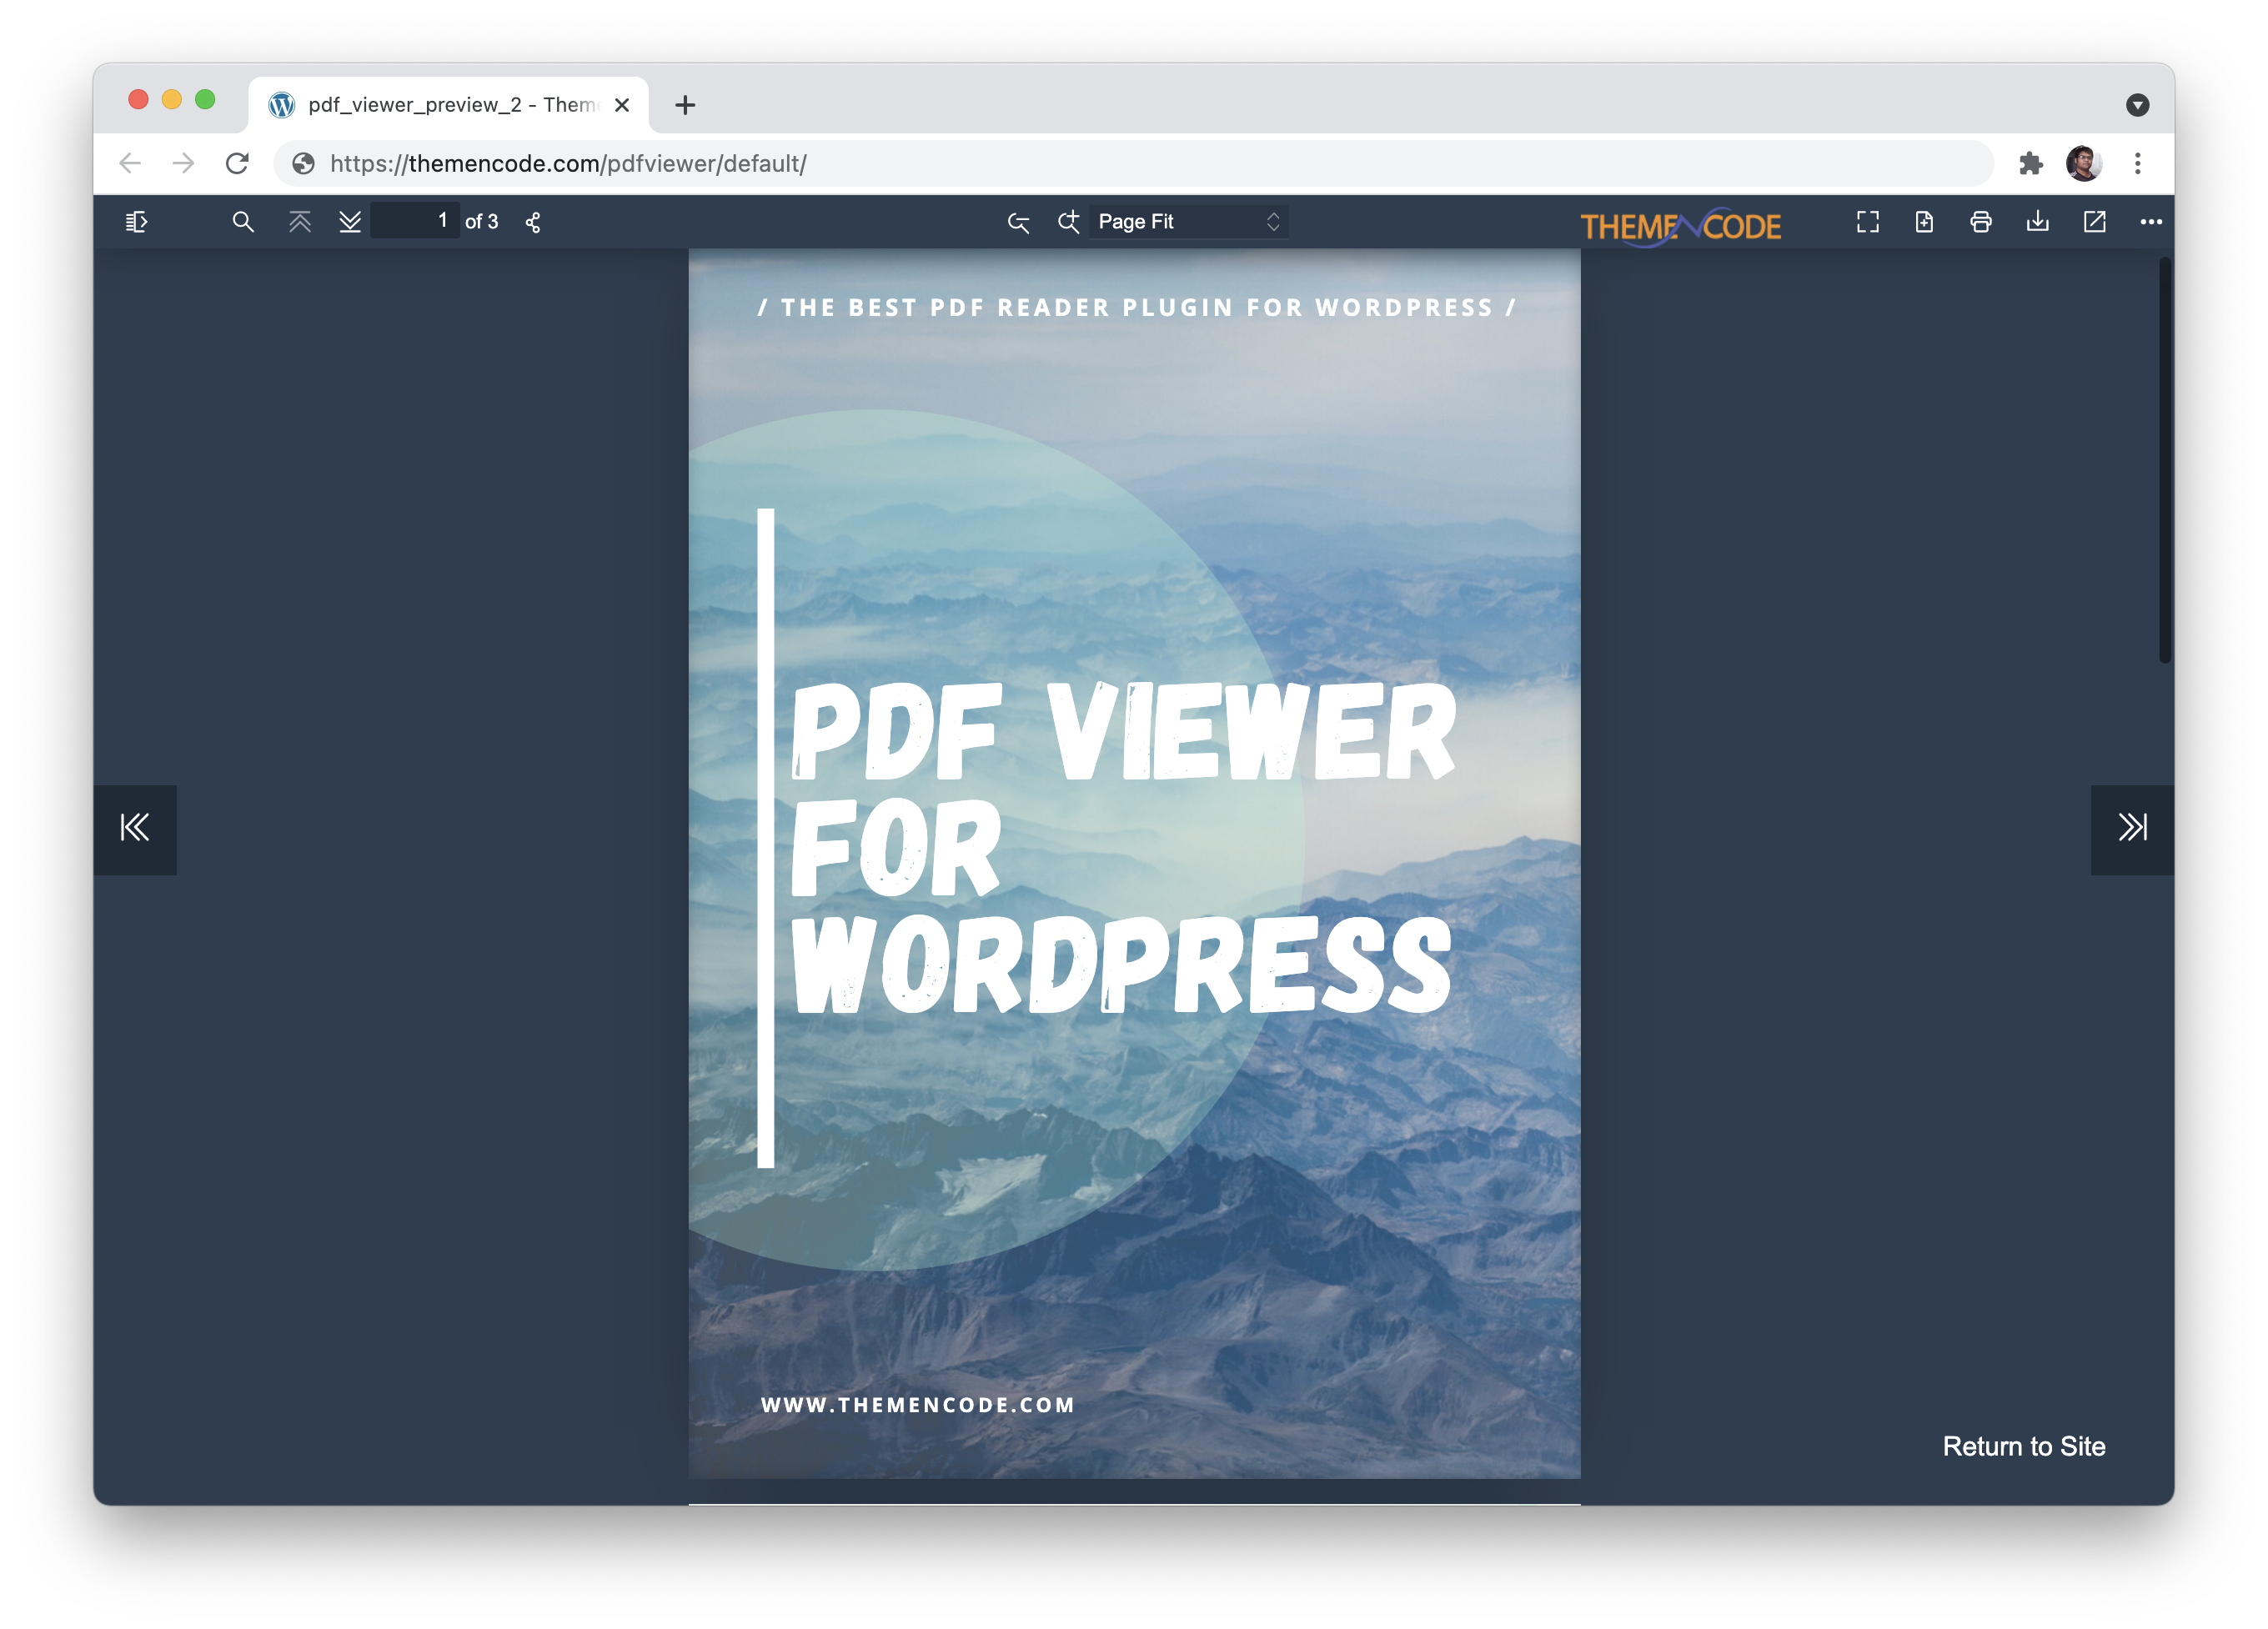 pdf_viewer_preview_2 - Them
https://themencode.com/pdfviewer/default/
1 of 3
Page Fit
THEMENCODE
/ THE BEST PDF READER PLUGIN FOR WORDPRESS /
PDF VIEWER
FOR
WORDPRESS
WWW.THEMENCODE.COM
Return to Site